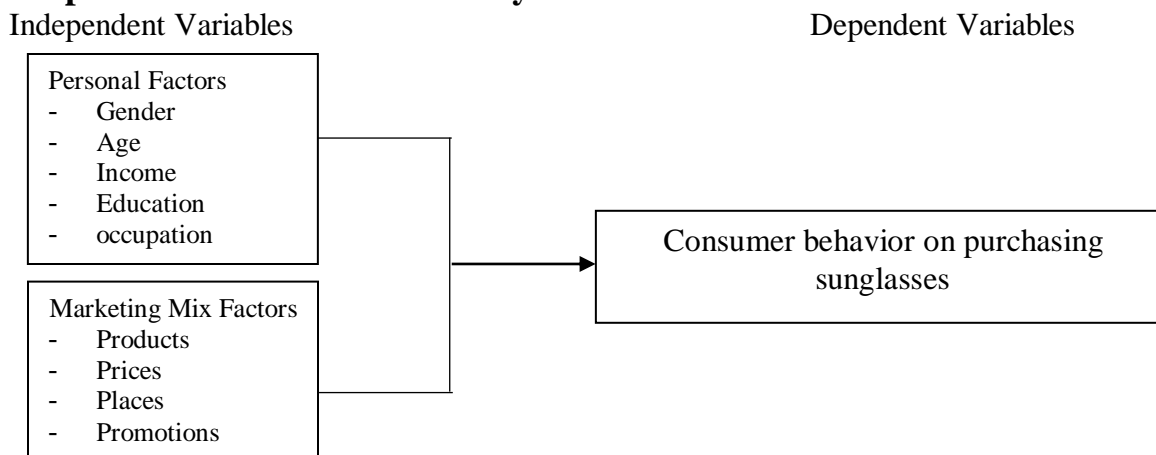 Independent Variables
Dependent Variables
Personal Factors
- Gender
- Age
- Income
- Education
- occupation
Consumer behavior on purchasing
sunglasses
Marketing Mix Factors
- Products
- Prices
- Places
- Promotions